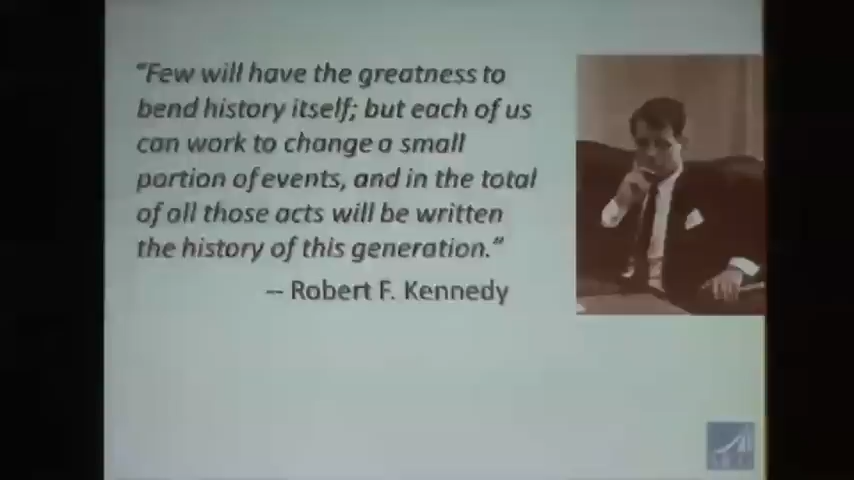 “Few will have the greatness to
bend history itself; but each of us
can work to change a small
portion of events, and in the total
of all those acts will be written
the history of this generation.”
-- Robert F. Kennedy